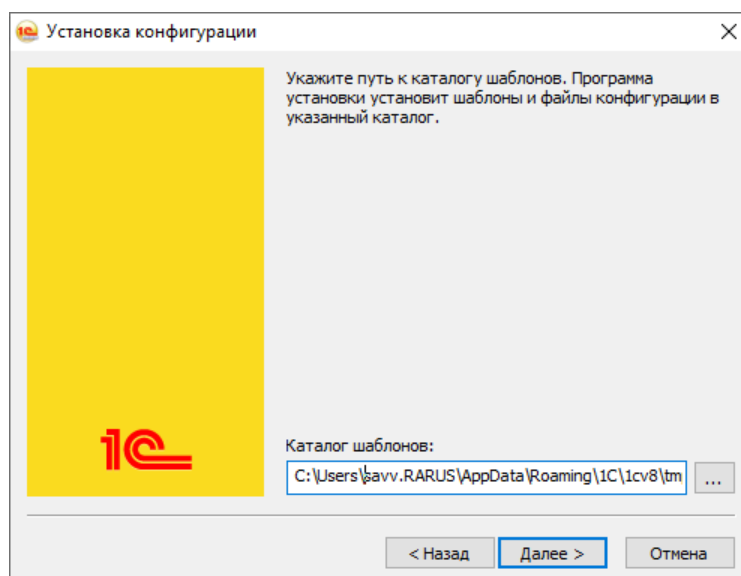 Установка конфигурации
Укажите путь к каталогу шаблонов. Программа
установки установит шаблоны и файлы конфигурации в
указанный каталог.
1С
Каталог шаблонов:
C:\Users\savv.RARUS\AppData\Roaming\1C\1cv8\tm
...
< Назад
Далее >
Отмена